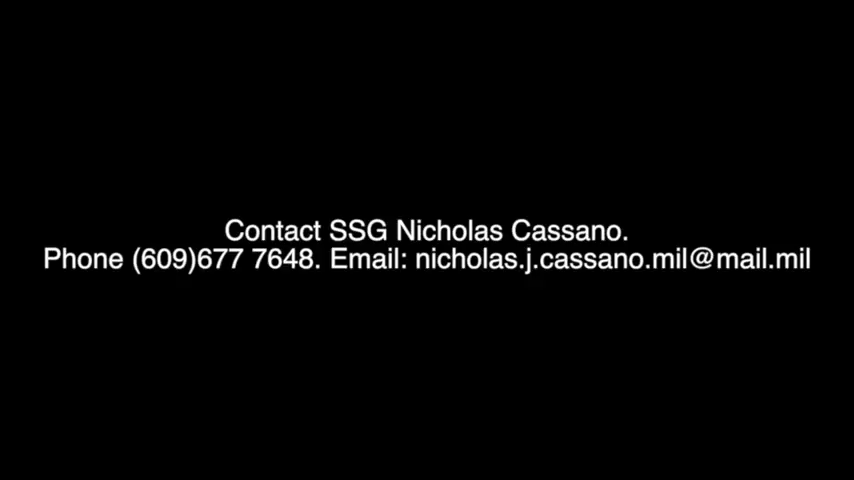 Contact SSG Nicholas Cassano.
Phone (609)677 7648. Email: nicholas.j.cassano.mil@mail.mil